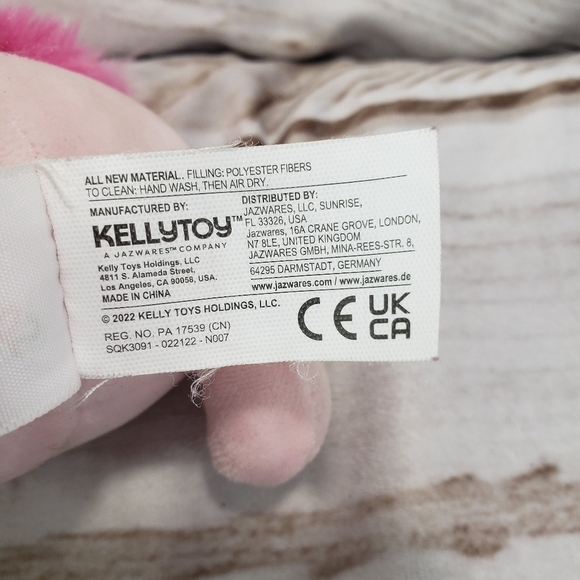 ALL NEW MATERIAL. FILLING: POLYESTER FIBERS
TO CLEAN: HAND WASH, THEN AIR DRY.
MANUFACTURED BY:
KELLYTOY™
A JAZWARES™ COMPANY
Kelly Toys Holdings, LLC
4811 S. Alameda Street,
Los Angeles, CA 90058, USA.
MADE IN CHINA
DISTRIBUTED BY:
JAZWARES, LLC, SUNRISE,
FL 33326, USA
Jazwares, 16A CRANE GROVE, LONDON,
N7 8LE, UNITED KINGDOM
JAZWARES GMBH, MINA-REES-STR. 8,
64295 DARMSTADT, GERMANY
www.jazwares.com / www.jazwares.de
© 2022 KELLY TOYS HOLDINGS, LLC.
REG. NO. PA 17539 (CN)
SQK3091 - 022122 - N007
CE
UK
CA